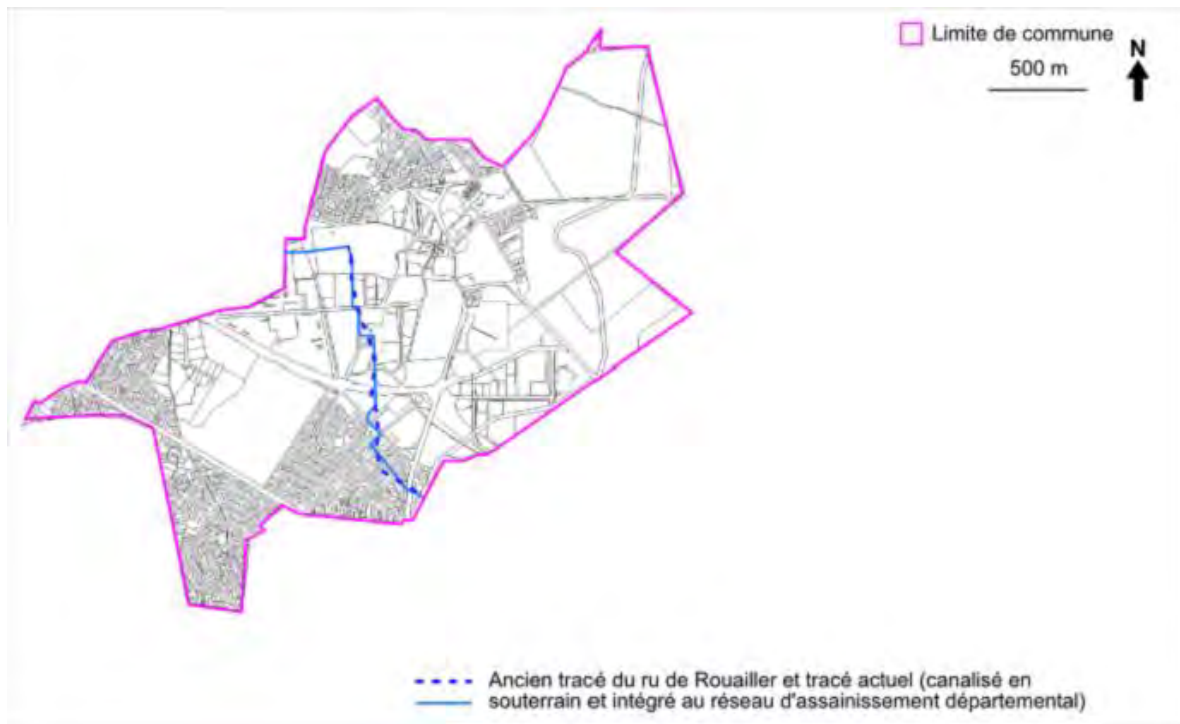 Limite de commune
N
500 m
Ancien tracé du ru de Rouailler et tracé actuel (canalisé en
souterrain et intégré au réseau d'assainissement départemental)